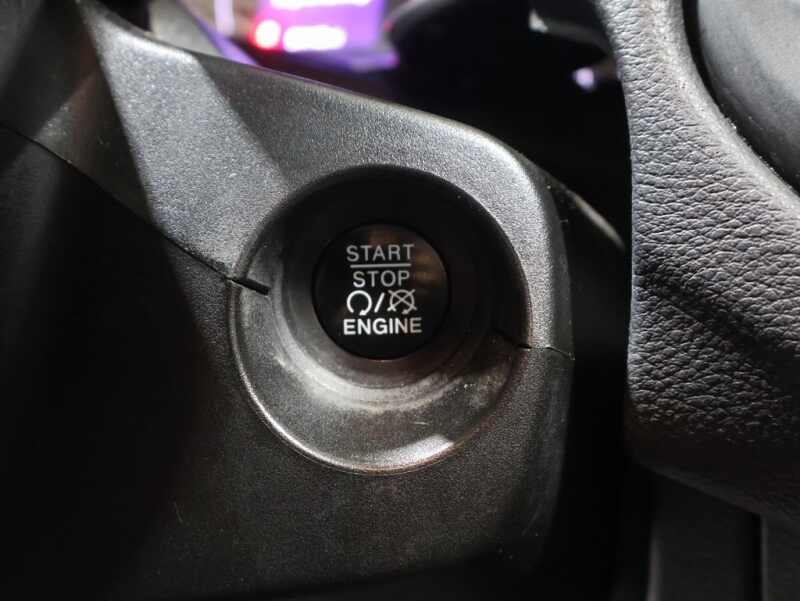 START
STOP
/
ENGINE